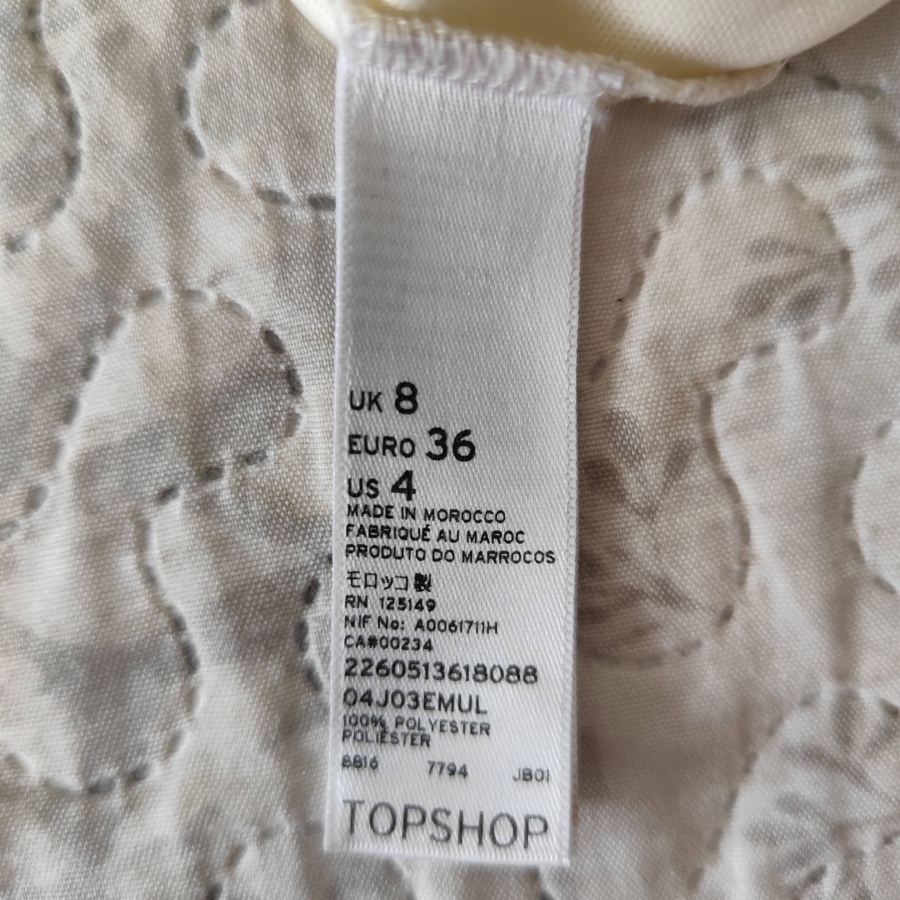 UK 8
EURO 36
US 4
MADE IN MOROCCO
FABRIQUÉ AU MAROC
PRODUTO DO MARROCOS
モロッコ製
RN 125149
NIF No: A0061711H
CA#00234
2260513618088
04J03EMUL
100% POLYESTER
POLIÉSTER
8816 7794 JB01
TOPSHOP